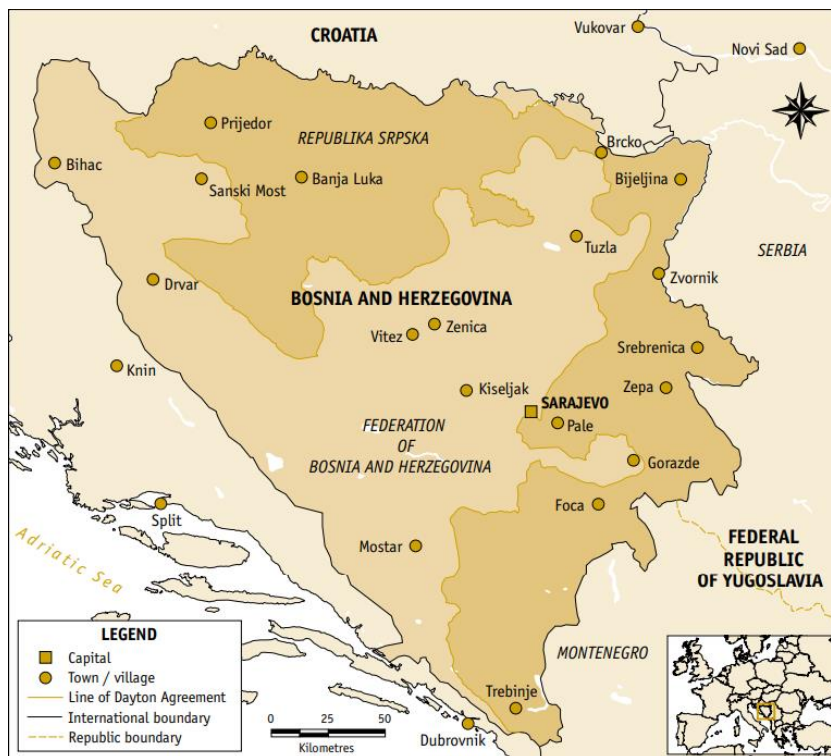 CROATIA
Vukovar
Novi Sad
Prijedor
REPUBLIKA SRPSKA
Brcko
Bihac
Sanski Most
Banja Luka
Bijeljina
Tuzla
SERBIA
Drvar
Zvornik
BOSNIA AND HERZEGOVINA
Zenica
Vitez
Srebrenica
Knin
Kiseljak
Zepa
SARAJEVO
Pale
FEDERATION
OF
BOSNIA AND HERZEGOVINA
Gorazde
Foca
Split
Adriatic Sea
Mostar
FEDERAL
REPUBLIC
OF YUGOSLAVIA
MONTENEGRO
Trebinje
Dubrovnik
LEGEND
Capital
Town / village
Line of Dayton Agreement
International boundary
Republic boundary
0 25 50
Kilometres